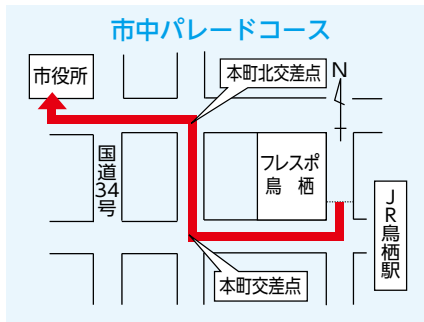 市中パレードコース
市役所
本町北交差点
N
国道34号
フレスポ
鳥栖
JR鳥栖駅
本町交差点